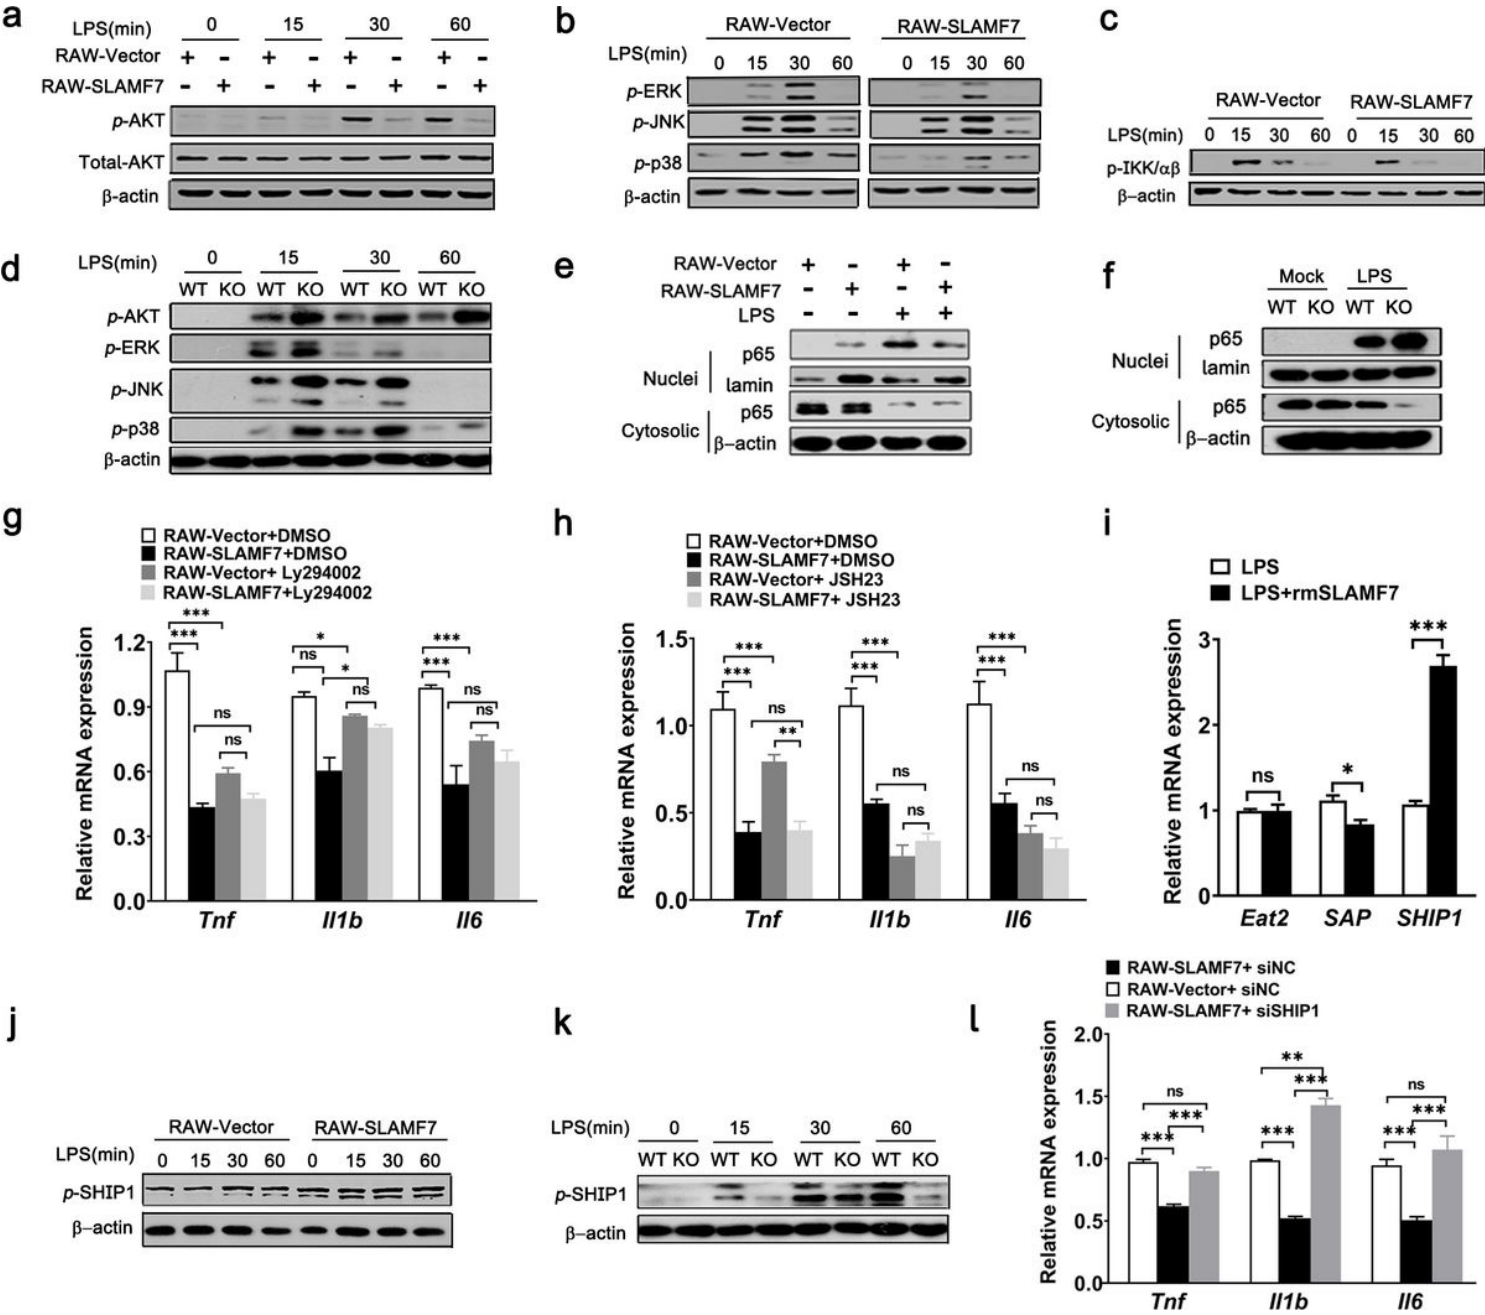 a
LPS(min) 0 15 30 60
RAW-Vector + - + - + - + -
RAW-SLAMF7 - + - + - + - +
p-AKT
Total-AKT
β-actin
b
RAW-Vector RAW-SLAMF7
LPS(min) 0 15 30 60 0 15 30 60
p-ERK
p-JNK
p-p38
β-actin
c
RAW-Vector RAW-SLAMF7
LPS(min) 0 15 30 60 0 15 30 60
p-IKK/αβ
β-actin
d
LPS(min) 0 15 30 60
WT KO WT KO WT KO WT KO
p-AKT
p-ERK
p-JNK
p-p38
β-actin
e
RAW-Vector + - + -
RAW-SLAMF7 - + - +
LPS - - + +
Nuclei p65
lamin
Cytosolic p65
β-actin
f
Mock LPS
WT KO WT KO
Nuclei p65
lamin
Cytosolic p65
β-actin
g
RAW-Vector+DMSO
RAW-SLAMF7+DMSO
RAW-Vector+ Ly294002
RAW-SLAMF7+Ly294002
Relative mRNA expression
1.2
0.9
0.6
0.3
0.0
*** *** ns ns
* ns * ns
*** *** ns ns
Tnf Il1b Il6
h
RAW-Vector+DMSO
RAW-SLAMF7+DMSO
RAW-Vector+ JSH23
RAW-SLAMF7+ JSH23
Relative mRNA expression
1.5
1.0
0.5
0.0
*** *** ns **
*** *** ns ns
*** *** ns ns
Tnf Il1b Il6
i
LPS
LPS+rmSLAMF7
Relative mRNA expression
3
2
1
0
ns * ***
Eat2 SAP SHIP1
j
RAW-Vector RAW-SLAMF7
LPS(min) 0 15 30 60 0 15 30 60
p-SHIP1
β-actin
k
LPS(min) 0 15 30 60
WT KO WT KO WT KO WT KO
p-SHIP1
β-actin
l
RAW-SLAMF7+ siNC
RAW-Vector+ siNC
RAW-SLAMF7+ siSHIP1
Relative mRNA expression
2.0
1.5
1.0
0.5
0.0
ns *** ***
** *** ***
ns *** ***
Tnf Il1b Il6